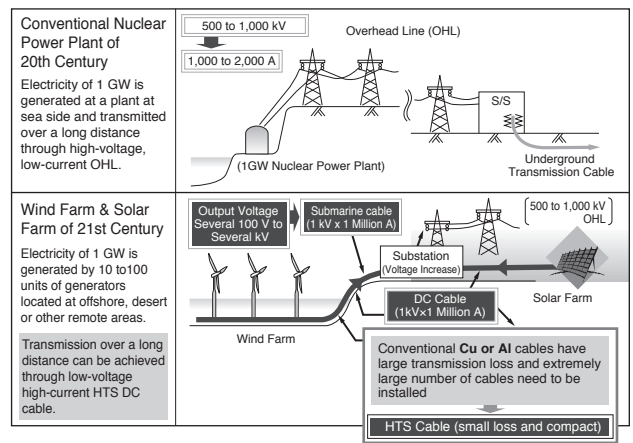 Conventional Nuclear
Power Plant of
20th Century
Electricity of 1 GW is
generated at a plant at
sea side and transmitted
over a long distance
through high-voltage,
low-current OHL.
500 to 1,000 kV
1,000 to 2,000 A
Overhead Line (OHL)
S/S
(1GW Nuclear Power Plant)
Underground
Transmission Cable
Wind Farm & Solar
Farm of 21st Century
Electricity of 1 GW is
generated by 10 to100
units of generators
located at offshore, desert
or other remote areas.
Transmission over a long
distance can be achieved
through low-voltage
high-current HTS DC
cable.
Output Voltage
Several 100 V to
Several kV
Submarine cable
(1 kV x 1 Million A)
500 to 1,000 kV
OHL
Substation
(Voltage Increase)
DC Cable
(1kV×1 Million A)
Solar Farm
Wind Farm
Conventional Cu or Al cables have
large transmission loss and extremely
large number of cables need to be
installed
HTS Cable (small loss and compact)